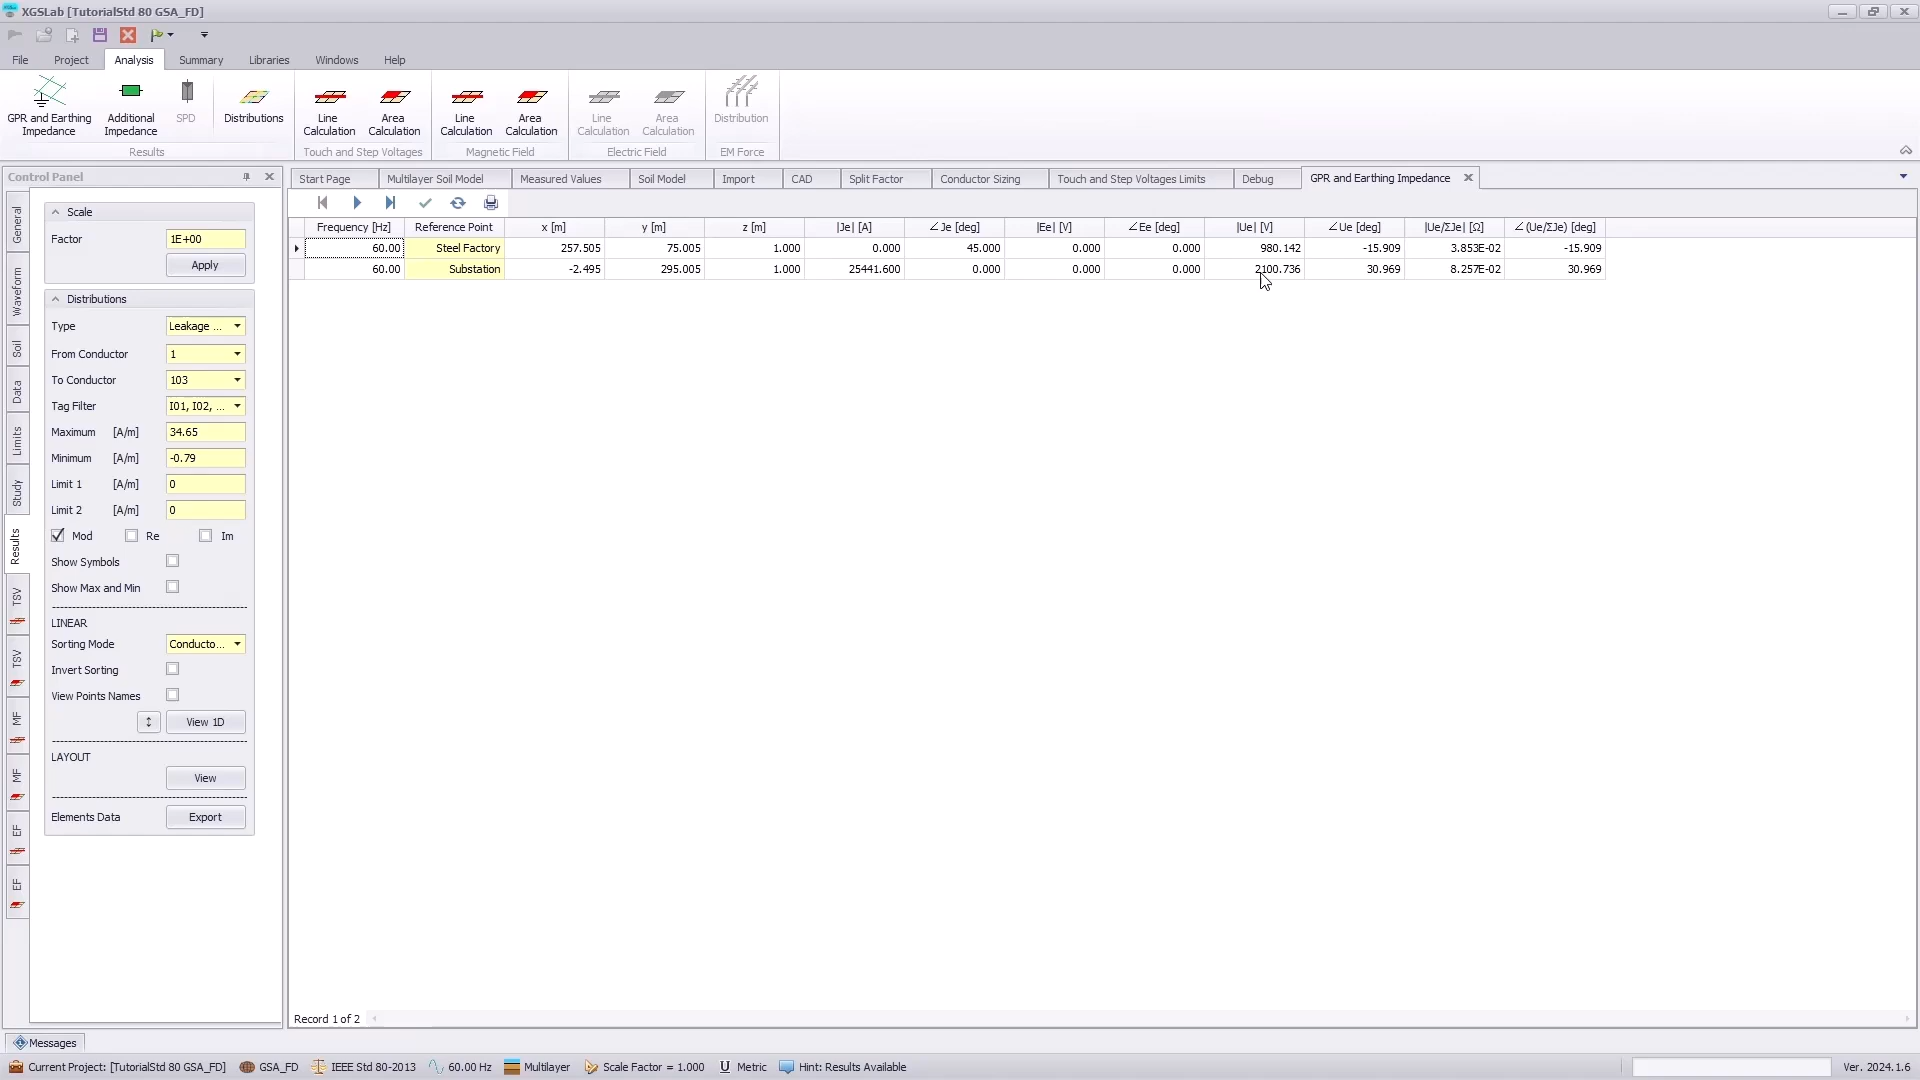 XGSLab [TutorialStd 80 GSA_FD]
File Project Analysis Summary Libraries Windows Help
GPR and Earthing Impedance
Additional Impedance
SPD
Distributions
Results
Line Calculation
Area Calculation
Touch and Step Voltages
Line Calculation
Area Calculation
Magnetic Field
Line Calculation
Area Calculation
Electric Field
Distribution
EM Force
Control Panel
General
Waveform
Soil
Data
Limits
Study
Results
TSV
TSV
MF
MF
EF
EF
Scale
Factor 1E+00
Apply
Distributions
Type Leakage ...
From Conductor 1
To Conductor 103
Tag Filter I01, I02, ...
Maximum [A/m] 34.65
Minimum [A/m] -0.79
Limit 1 [A/m] 0
Limit 2 [A/m] 0
Mod Re Im
Show Symbols
Show Max and Min
LINEAR
Sorting Mode Conducto...
Invert Sorting
View Points Names
View 1D
LAYOUT
View
Elements Data Export
Start Page Multilayer Soil Model Measured Values Soil Model Import CAD Split Factor Conductor Sizing Touch and Step Voltages Limits Debug GPR and Earthing Impedance
Frequency [Hz] Reference Point x [m] y [m] z [m] |Je| [A] ∠Je [deg] |Ee| [V] ∠Ee [deg] |Ue| [V] ∠Ue [deg] |Ue/ΣJe| [Ω] ∠(Ue/ΣJe) [deg]
60.00 Steel Factory 257.505 75.005 1.000 0.000 45.000 0.000 0.000 980.142 -15.909 3.853E-02 -15.909
60.00 Substation -2.495 295.005 1.000 25441.600 0.000 0.000 0.000 2100.736 30.969 8.257E-02 30.969
Record 1 of 2
Messages
Current Project: [TutorialStd 80 GSA_FD] GSA_FD IEEE Std 80-2013 60.00 Hz Multilayer Scale Factor = 1.000 U Metric Hint: Results Available Ver. 2024.1.6